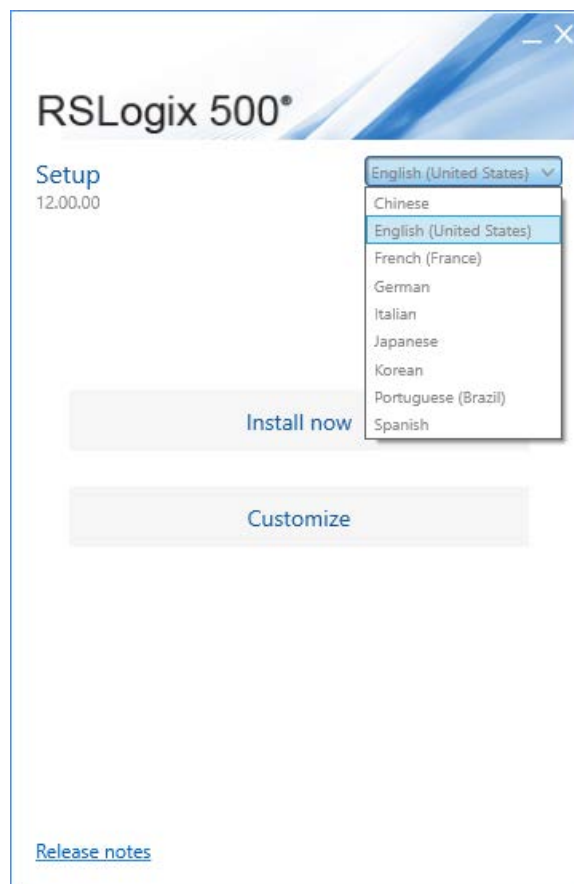 RSLogix 500®
Setup
English (United States)
12.00.00
Chinese
English (United States)
French (France)
German
Italian
Japanese
Korean
Portuguese (Brazil)
Spanish
Install now
Customize
Release notes